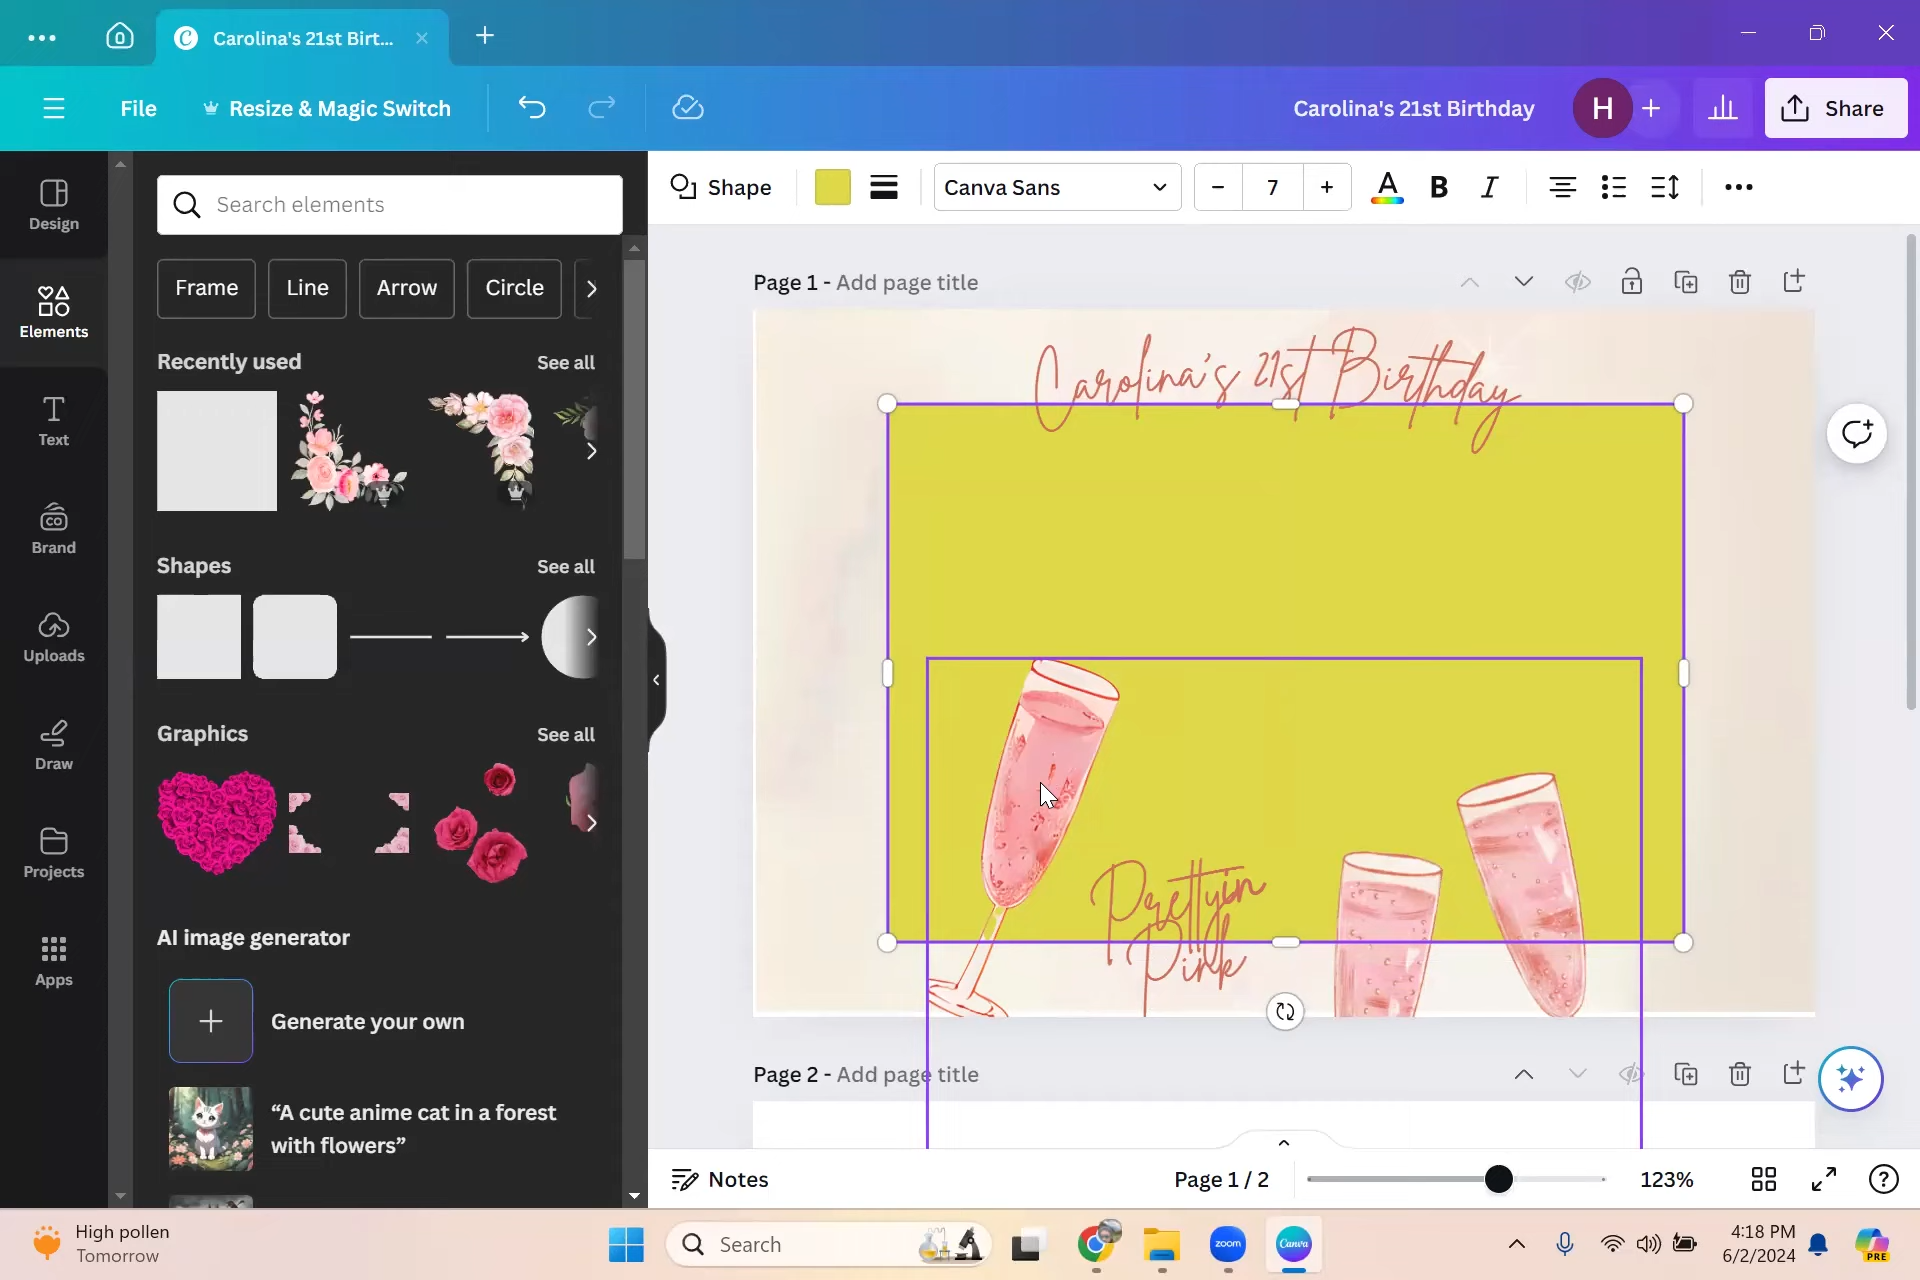 Carolina's 21st Birt...
File
Resize & Magic Switch
Carolina's 21st Birthday
H
Share
Design
Elements
Text
Brand
Uploads
Draw
Projects
Apps
Search elements
Frame
Line
Arrow
Circle
Recently used
See all
Shapes
See all
Graphics
See all
AI image generator
Generate your own
“A cute anime cat in a forest
with flowers”
Shape
Canva Sans
7
A
B
I
Page 1 - Add page title
Carolina's 21st Birthday
Prettyin
Pink
Page 2 - Add page title
Notes
Page 1 / 2
123%
High pollen
Tomorrow
Search
zoom
Canva
4:18 PM
6/2/2024
PRE